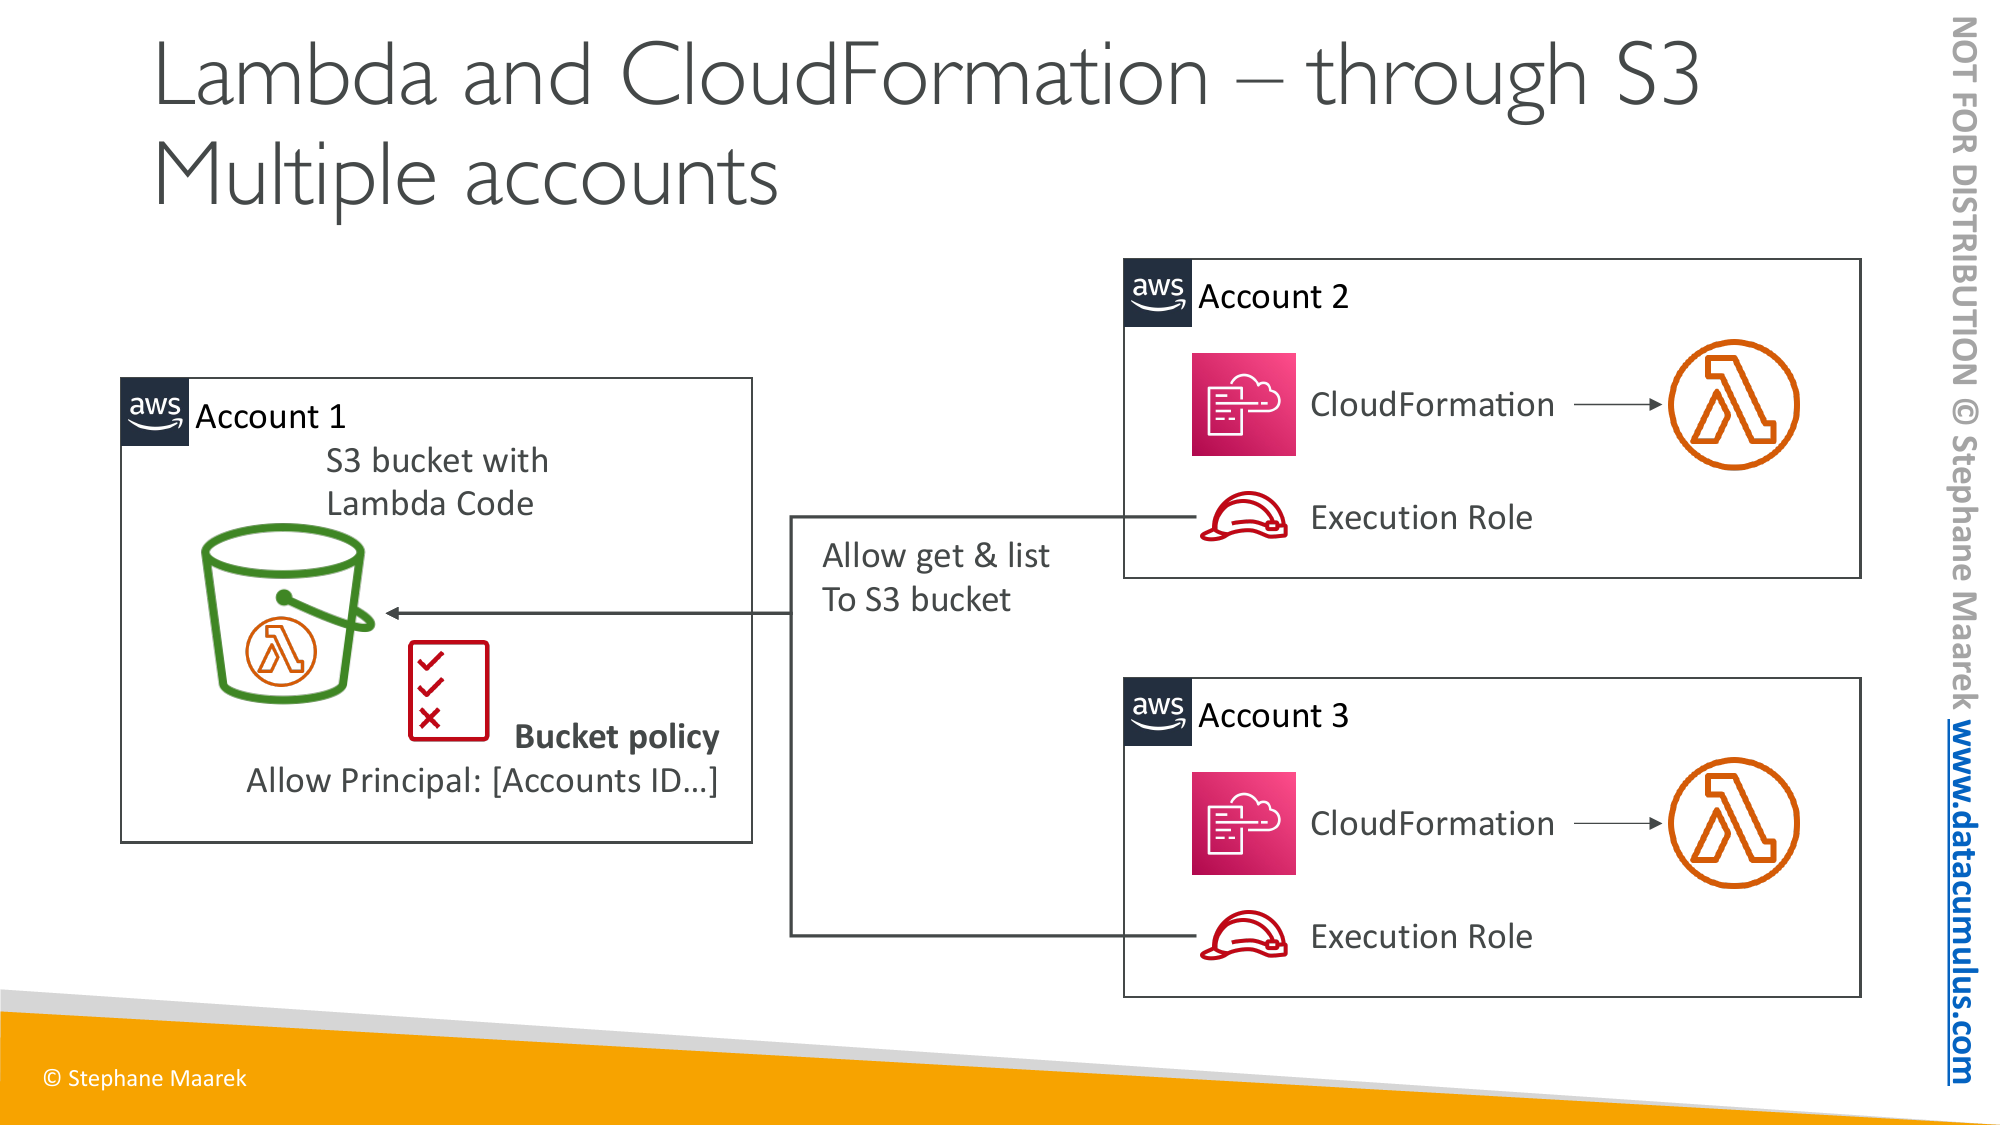 Lambda and CloudFormation – through S3
Multiple accounts
aws
Account 1
S3 bucket with
Lambda Code
Bucket policy
Allow Principal: [Accounts ID…]
Allow get & list
To S3 bucket
aws
Account 2
CloudFormation
Execution Role
aws
Account 3
CloudFormation
Execution Role
© Stephane Maarek
NOT FOR DISTRIBUTION © Stephane Maarek www.datacumulus.com